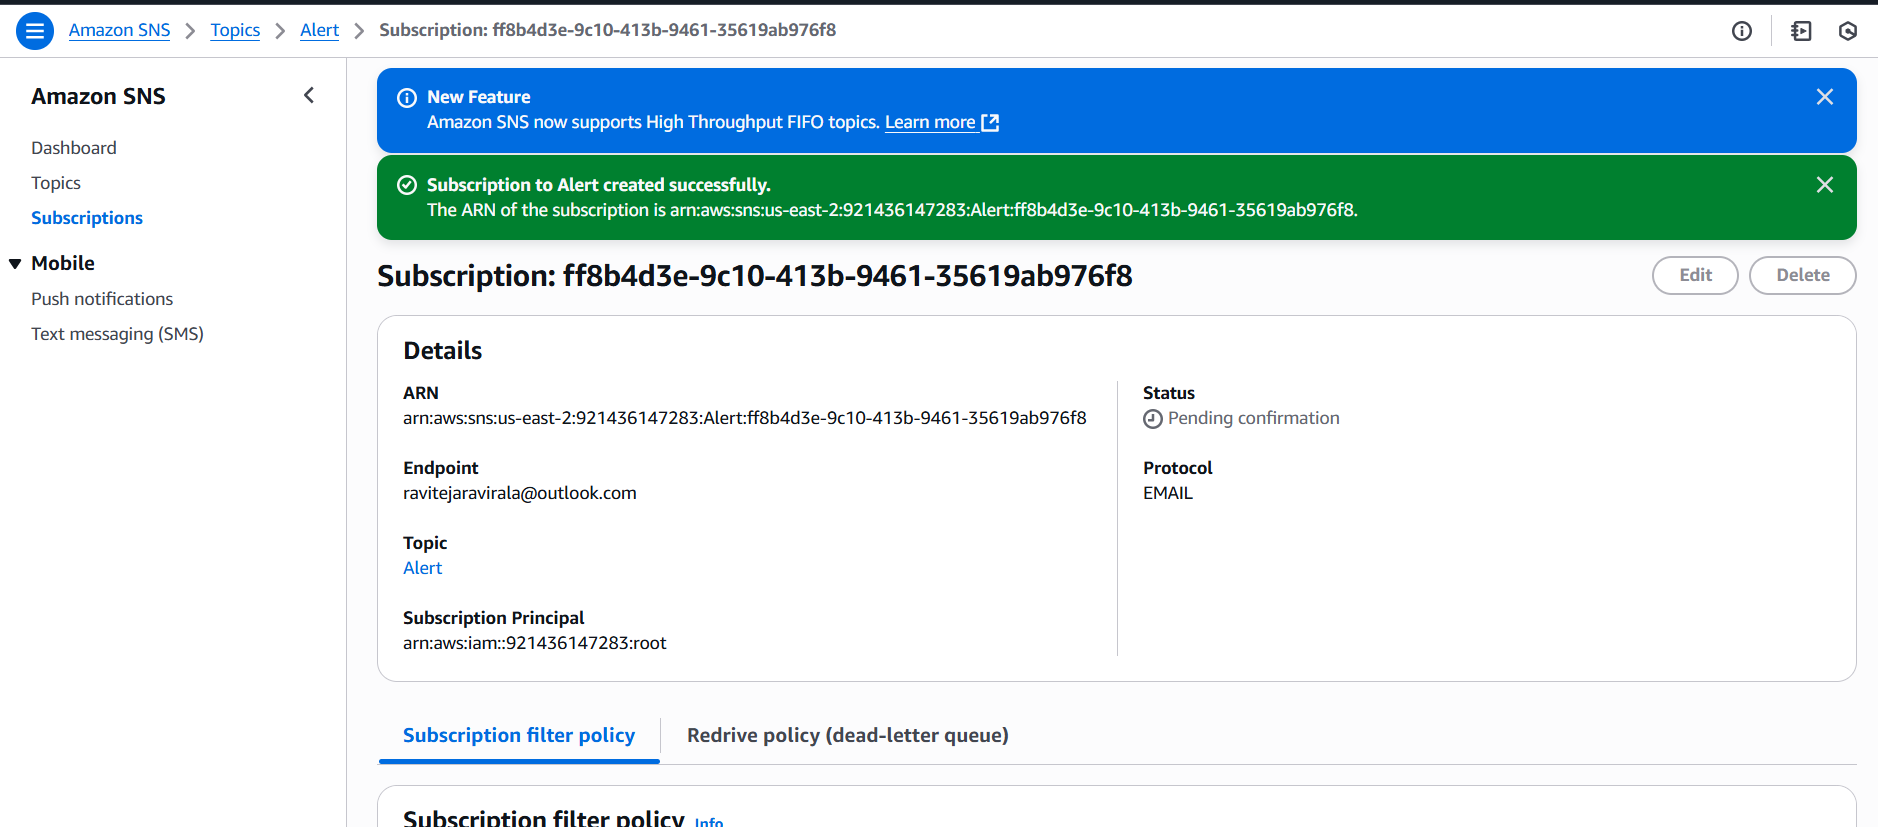 Amazon SNS > Topics > Alert > Subscription: ff8b4d3e-9c10-413b-9461-35619ab976f8
Amazon SNS
Dashboard
Topics
Subscriptions
Mobile
Push notifications
Text messaging (SMS)
New Feature
Amazon SNS now supports High Throughput FIFO topics. Learn more
Subscription to Alert created successfully.
The ARN of the subscription is arn:aws:sns:us-east-2:921436147283:Alert:ff8b4d3e-9c10-413b-9461-35619ab976f8.
Subscription: ff8b4d3e-9c10-413b-9461-35619ab976f8
Edit
Delete
Details
ARN
arn:aws:sns:us-east-2:921436147283:Alert:ff8b4d3e-9c10-413b-9461-35619ab976f8
Endpoint
ravitejaravirala@outlook.com
Topic
Alert
Subscription Principal
arn:aws:iam::921436147283:root
Status
Pending confirmation
Protocol
EMAIL
Subscription filter policy
Redrive policy (dead-letter queue)
Subscription filter policy Info